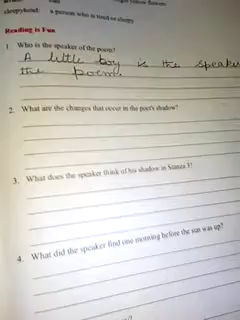 sleepyhead: a person who is tired or sleepy
Reading is Fun
1. Who is the speaker of the poem?
A little boy is the speaker
the poem.
2. What are the changes that occur in the poet's shadow?
3. What does the speaker think of his shadow in Stanza 3?
4. What did the speaker find one morning before the sun was up?